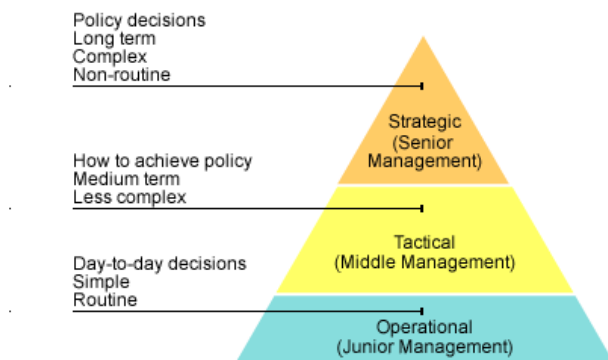 Policy decisions
Long term
Complex
Non-routine
Strategic
(Senior
Management)
How to achieve policy
Medium term
Less complex
Tactical
(Middle Management)
Day-to-day decisions
Simple
Routine
Operational
(Junior Management)